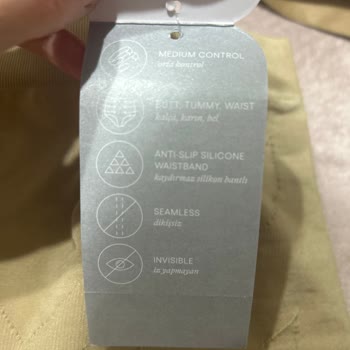 MEDIUM CONTROL
orta kontrol
BUTT, TUMMY, WAIST
kalça, karın, bel
ANTI-SLIP SILICONE
WAISTBAND
kaydırmaz silikon bantlı
SEAMLESS
dikişsiz
INVISIBLE
iz yapmayan